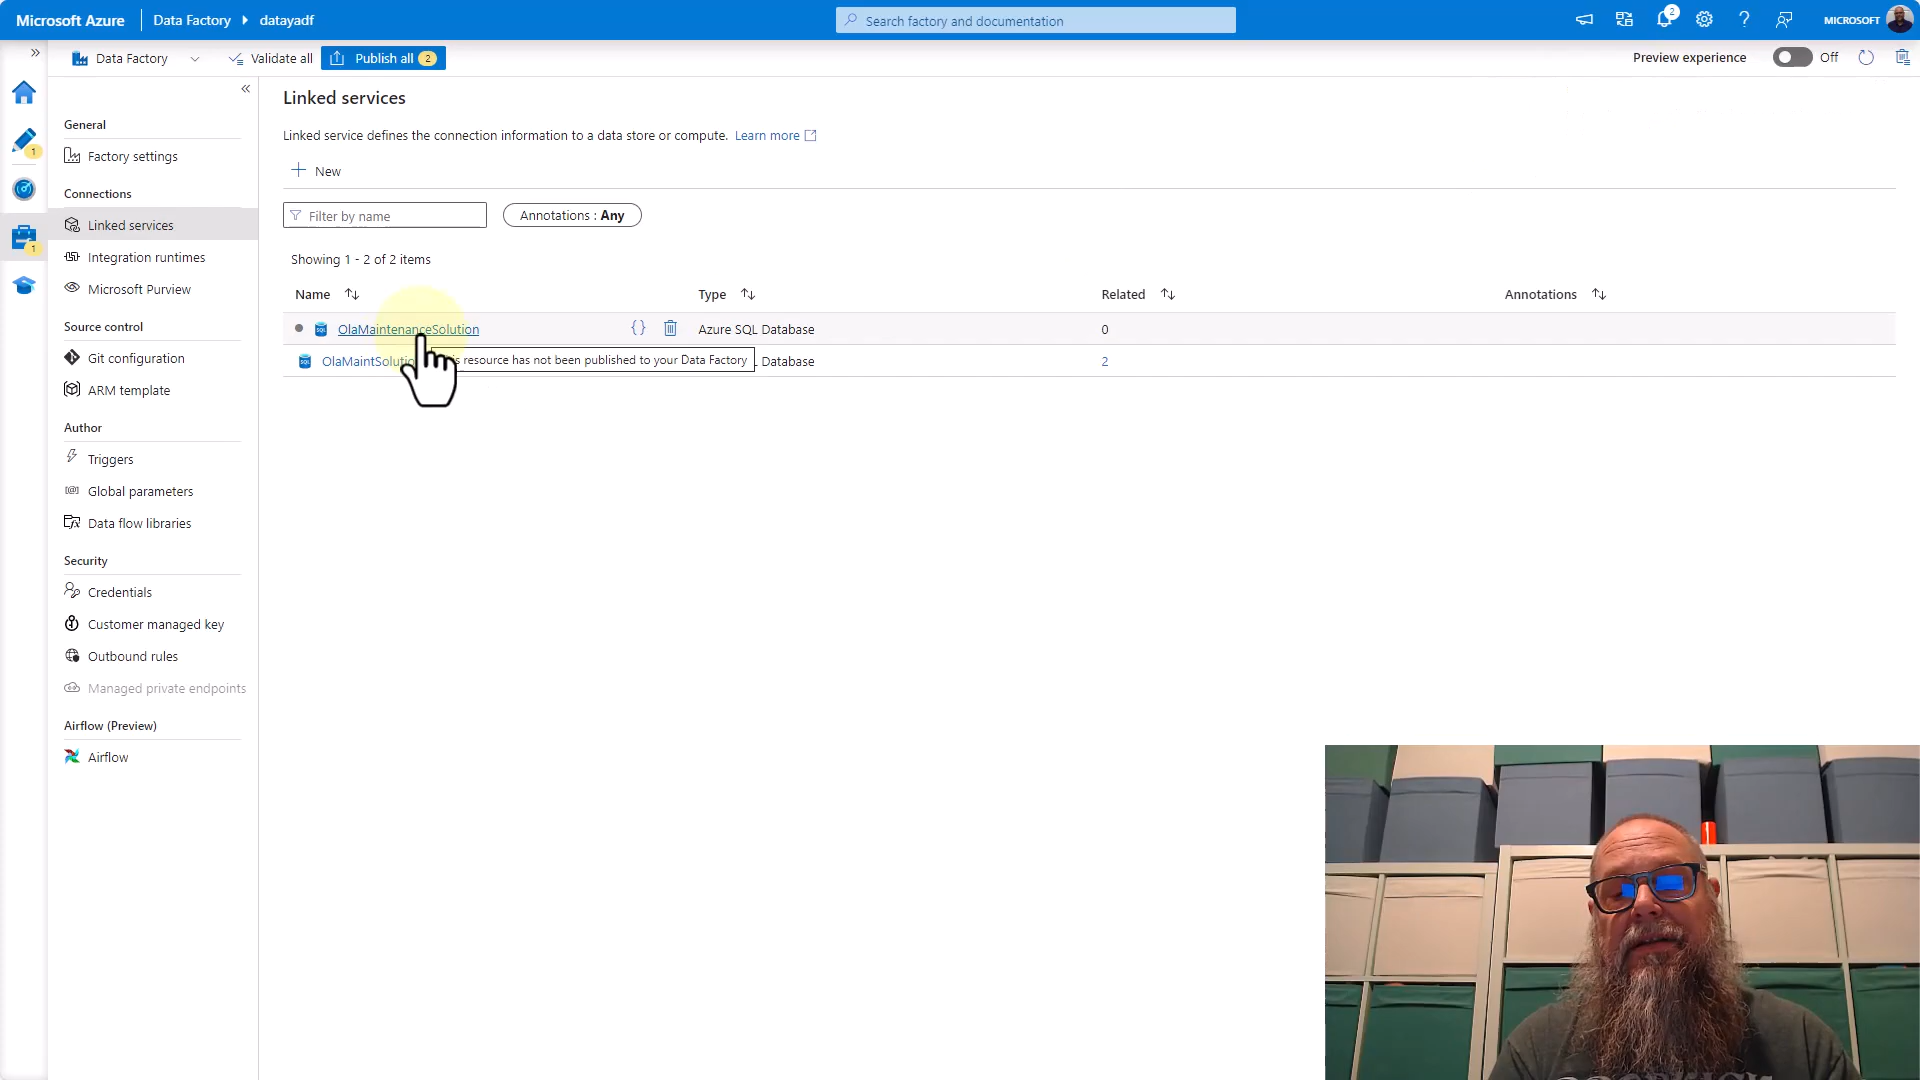 Microsoft Azure
Data Factory
datayadf
Search factory and documentation
2
MICROSOFT
Data Factory
Validate all
Publish all 2
Preview experience
Off
1
1
General
Factory settings
Connections
Linked services
Integration runtimes
Microsoft Purview
Source control
Git configuration
ARM template
Author
Triggers
Global parameters
Data flow libraries
Security
Credentials
Customer managed key
Outbound rules
Managed private endpoints
Airflow (Preview)
Airflow
Linked services
Linked service defines the connection information to a data store or compute. Learn more
New
Filter by name
Annotations : Any
Showing 1 - 2 of 2 items
Name Type Related Annotations
OlaMaintenanceSolution {} Azure SQL Database 0
resource has not been published to your Data Factory
Database 2